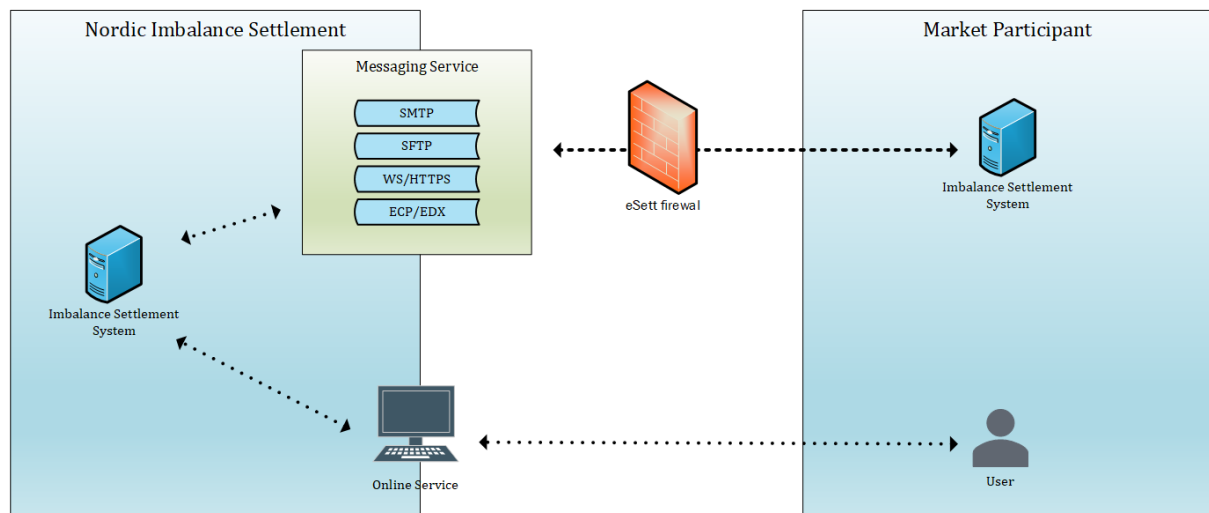 Nordic Imbalance Settlement
Market Participant
Messaging Service
SMTP
SFTP
WS/HTTPS
ECP/EDX
eSett firewal
Imbalance Settlement
System
Imbalance Settlement
System
Online Service
User